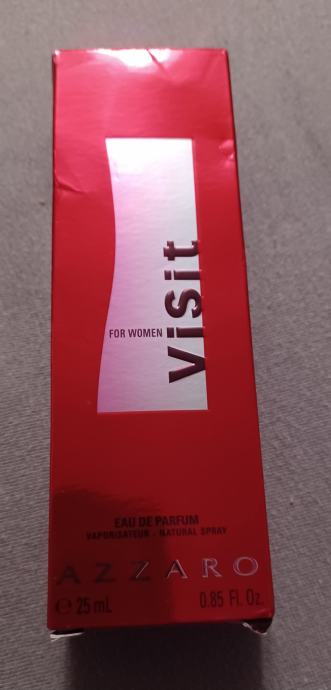 Visit
FOR WOMEN
EAU DE PARFUM
VAPORISATEUR - NATURAL SPRAY
AZZARO
℮ 25 mL 0.85 Fl. Oz.